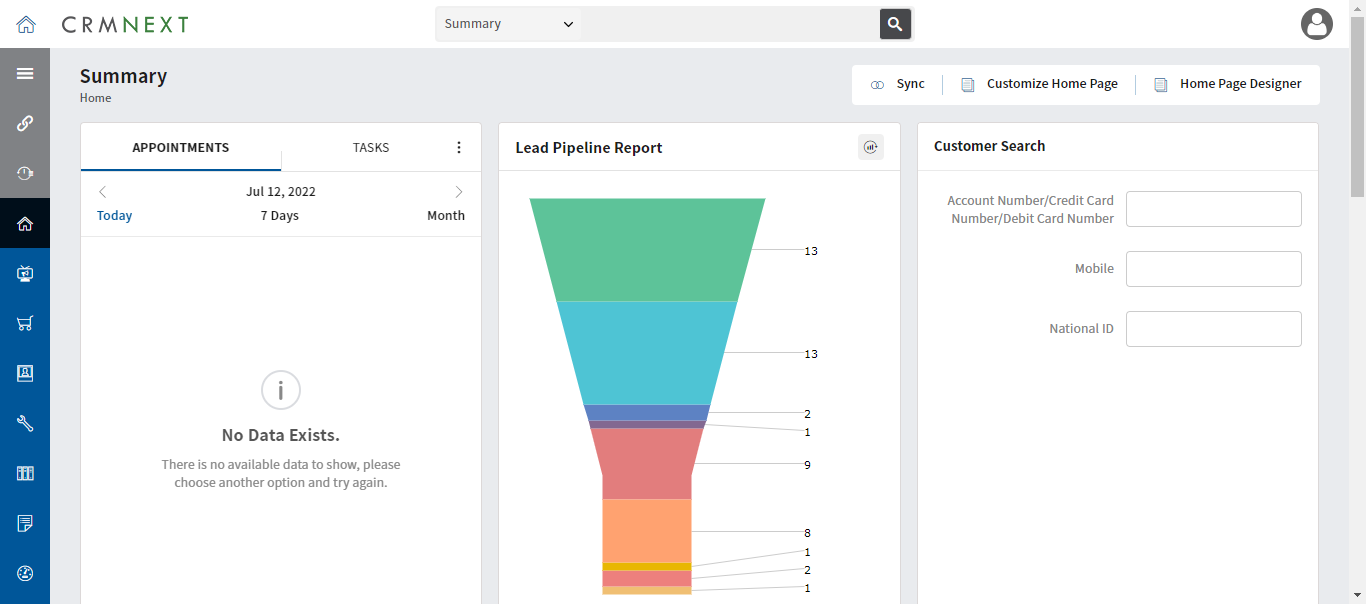 CRMNEXT
Summary
Summary
Home
Sync
Customize Home Page
Home Page Designer
APPOINTMENTS
TASKS
Jul 12, 2022
Today
7 Days
Month
No Data Exists.
There is no available data to show, please
choose another option and try again.
Lead Pipeline Report
13
13
2
1
9
8
1
2
1
Customer Search
Account Number/Credit Card
Number/Debit Card Number
Mobile
National ID